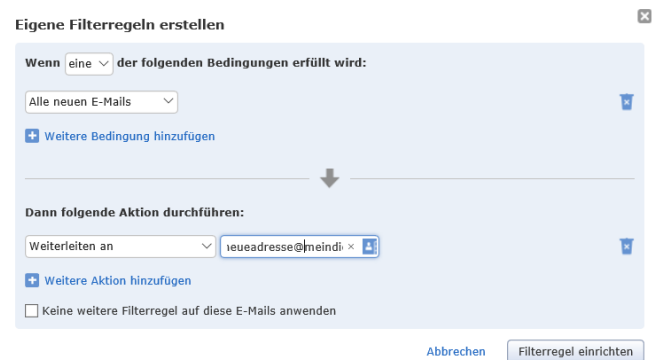 Eigene Filterregeln erstellen
Wenn eine der folgenden Bedingungen erfüllt wird:
Alle neuen E-Mails
Weitere Bedingung hinzufügen
Dann folgende Aktion durchführen:
Weiterleiten an neueadresse@meindi
Weitere Aktion hinzufügen
Keine weitere Filterregel auf diese E-Mails anwenden
Abbrechen Filterregel einrichten